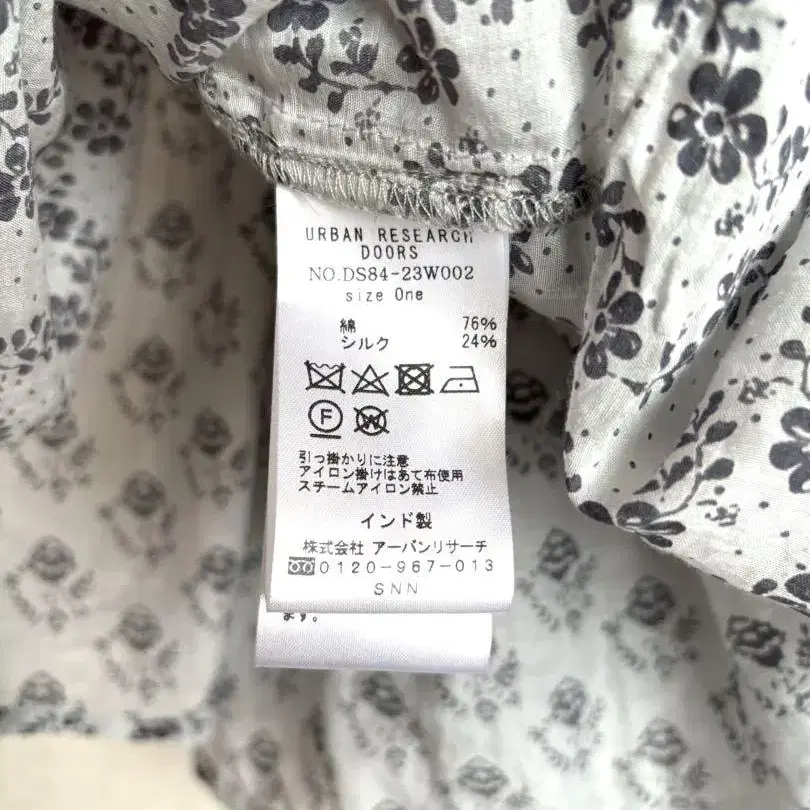 URBAN RESEARCH
DOORS
NO.DS84-23W002
size One
綿 76%
シルク 24%
F
W
引っ掛かりに注意
アイロン掛けはあて布使用
スチームアイロン禁止
インド製
株式会社 アーバンリサーチ
0120-967-013
SNN
ます。